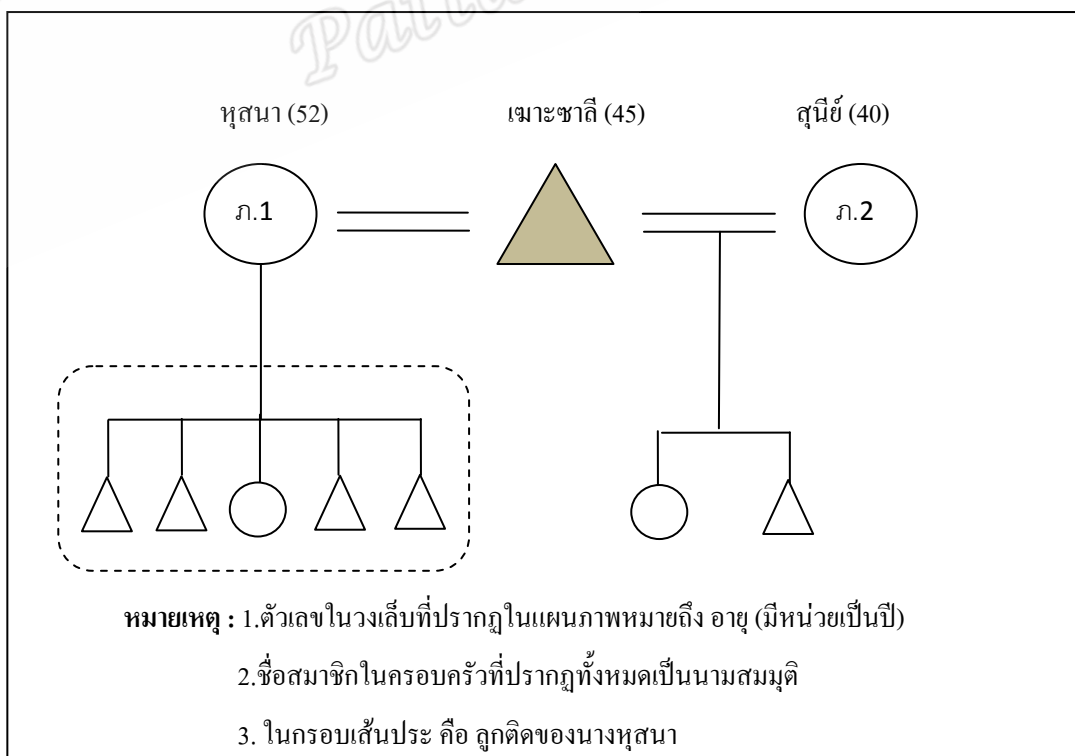 หุสนา (52) เฆาะซาลี (45) สุนีย์ (40)
ภ.1 ภ.2
หมายเหตุ : 1.ตัวเลขในวงเล็บที่ปรากฏในแผนภาพหมายถึง อายุ (มีหน่วยเป็นปี)
2.ชื่อสมาชิกในครอบครัวที่ปรากฏทั้งหมดเป็นนามสมมุติ
3. ในกรอบเส้นประ คือ ลูกติดของนางหุสนา